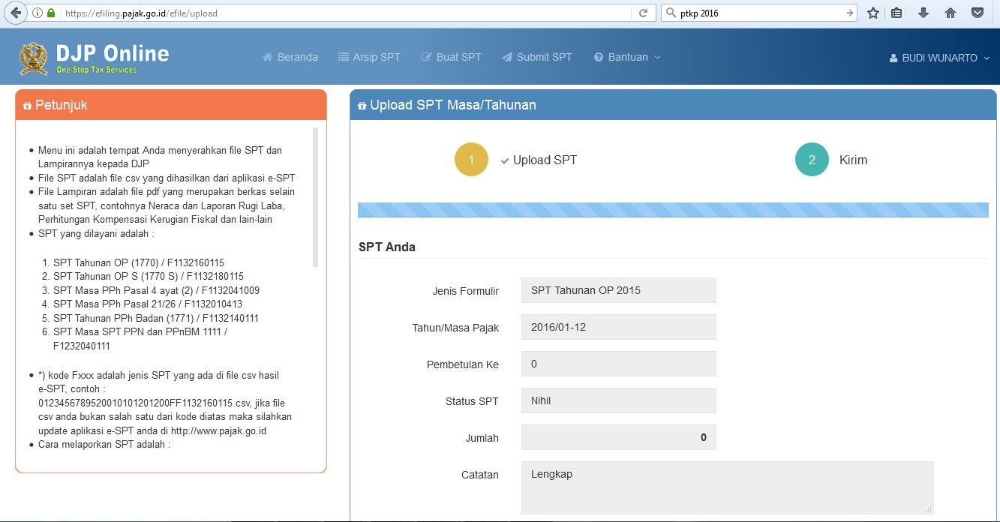 https://efiling.pajak.go.id/efile/upload
ptkp 2016
DJP Online
One-Stop Tax Services
Beranda
Arsip SPT
Buat SPT
Submit SPT
Bantuan
BUDI WUNARTO
Petunjuk
• Menu ini adalah tempat Anda menyerahkan file SPT dan
Lampirannya kepada DJP
• File SPT adalah file csv yang dihasilkan dari aplikasi e-SPT
• File Lampiran adalah file pdf yang merupakan berkas selain
satu set SPT, contohnya Neraca dan Laporan Rugi Laba,
Perhitungan Kompensasi Kerugian Fiskal dan lain-lain
• SPT yang dilayani adalah :
1. SPT Tahunan OP (1770) / F1132160115
2. SPT Tahunan OP S (1770 S) / F1132180115
3. SPT Masa PPh Pasal 4 ayat (2) / F1132041009
4. SPT Masa PPh Pasal 21/26 / F1132010413
5. SPT Tahunan PPh Badan (1771) / F1132140111
6. SPT Masa SPT PPN dan PPnBM 1111 /
F1232040111
• *) kode Fxxx adalah jenis SPT yang ada di file csv hasil
e-SPT, contoh :
0123456789520010101201200FF1132160115.csv, jika file
csv anda bukan salah satu dari kode diatas maka silahkan
update aplikasi e-SPT anda di http://www.pajak.go.id
• Cara melaporkan SPT adalah :
Upload SPT Masa/Tahunan
1 Upload SPT
2 Kirim
SPT Anda
Jenis Formulir SPT Tahunan OP 2015
Tahun/Masa Pajak 2016/01-12
Pembetulan Ke 0
Status SPT Nihil
Jumlah 0
Catatan Lengkap